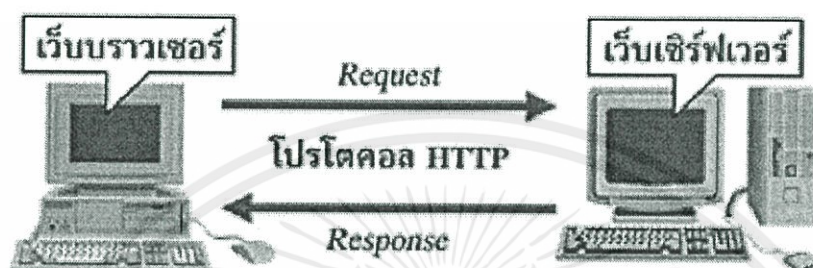 เว็บบราวเซอร์
เว็บเซิร์ฟเวอร์
Request
โปรโตคอล HTTP
Response